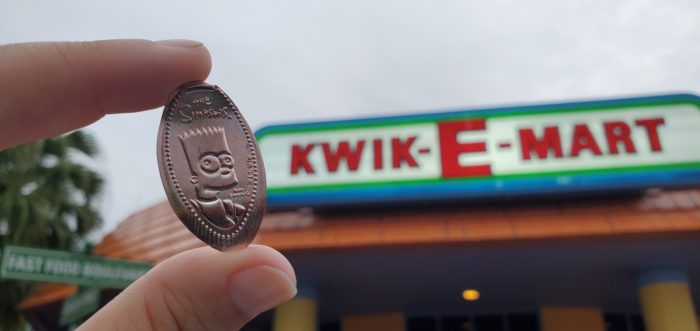 THE
SIMPSONS
KWIK-E-MART
FAST FOOD BOULEVARD